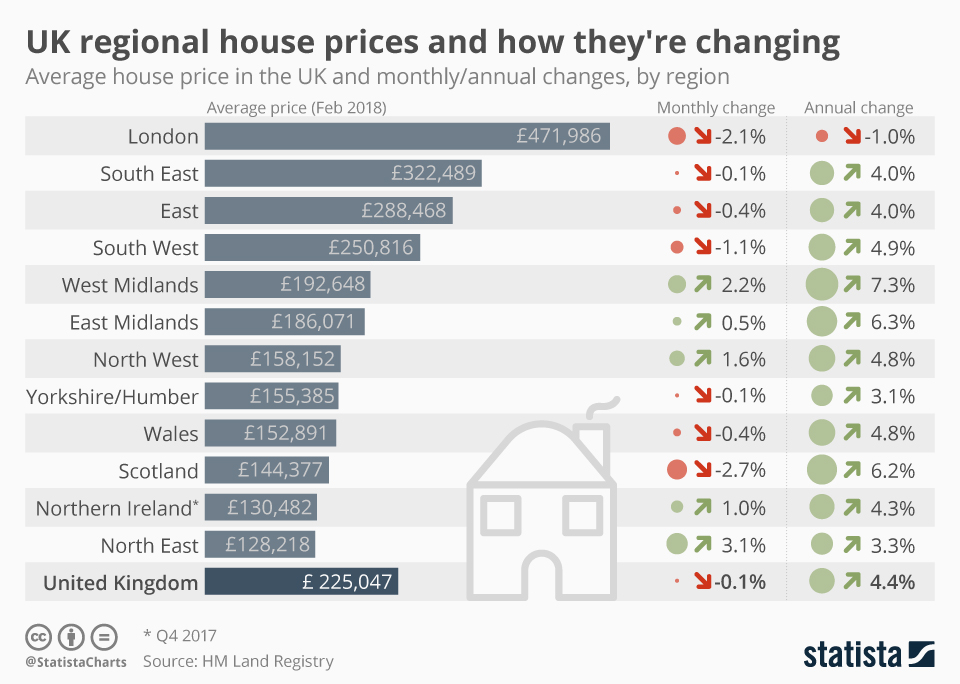 UK regional house prices and how they're changing
Average house price in the UK and monthly/annual changes, by region
Average price (Feb 2018) Monthly change Annual change
London £471,986 -2.1% -1.0%
South East £322,489 -0.1% 4.0%
East £288,468 -0.4% 4.0%
South West £250,816 -1.1% 4.9%
West Midlands £192,648 2.2% 7.3%
East Midlands £186,071 0.5% 6.3%
North West £158,152 1.6% 4.8%
Yorkshire/Humber £155,385 -0.1% 3.1%
Wales £152,891 -0.4% 4.8%
Scotland £144,377 -2.7% 6.2%
Northern Ireland* £130,482 1.0% 4.3%
North East £128,218 3.1% 3.3%
United Kingdom £ 225,047 -0.1% 4.4%
cc = * Q4 2017
@StatistaCharts Source: HM Land Registry
statista